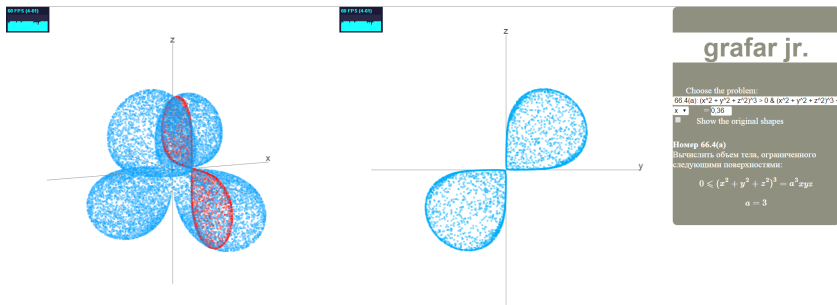 60 FPS (4-61)
60 FPS (4-61)
z
x
z
z
y
grafar jr.
Choose the problem:
66.4(a): (x^2 + y^2 + z^2)^3 > 0 & (x^2 + y^2 + z^2)^3
x = 0,36
Show the original shapes
Номер 66.4(а)
Вычислить объем тела, ограниченного
следующими поверхностями:
0 ⩽ (x² + y² + z²)³ = a³xyz
a = 3